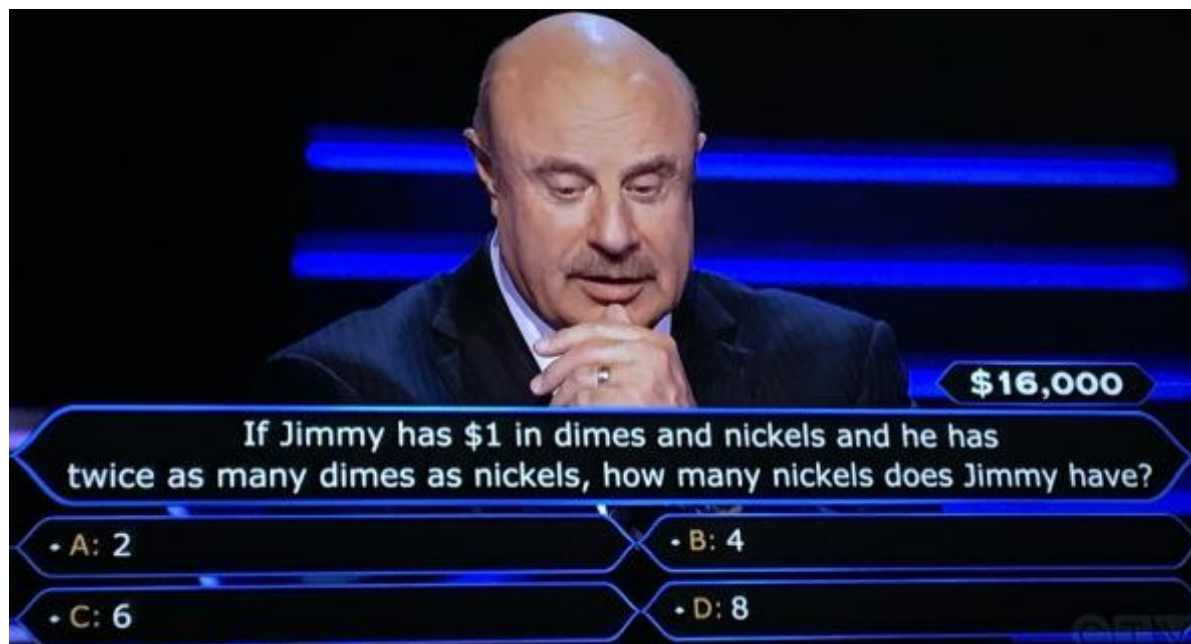 $16,000
If Jimmy has $1 in dimes and nickels and he has
twice as many dimes as nickels, how many nickels does Jimmy have?
• A: 2
• B: 4
• C: 6
• D: 8